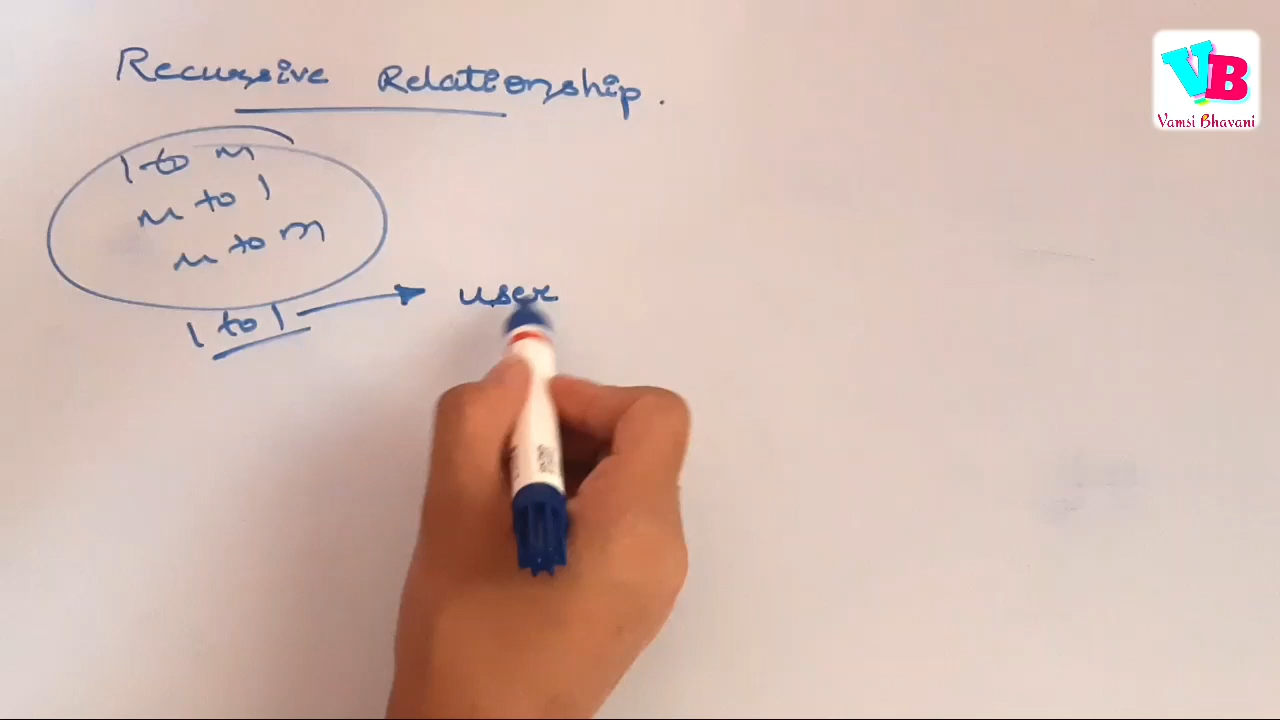 Recursive Relationship.
1 to M
M to 1
M to M
1 to 1 → user
VB
Vamsi Bhavani